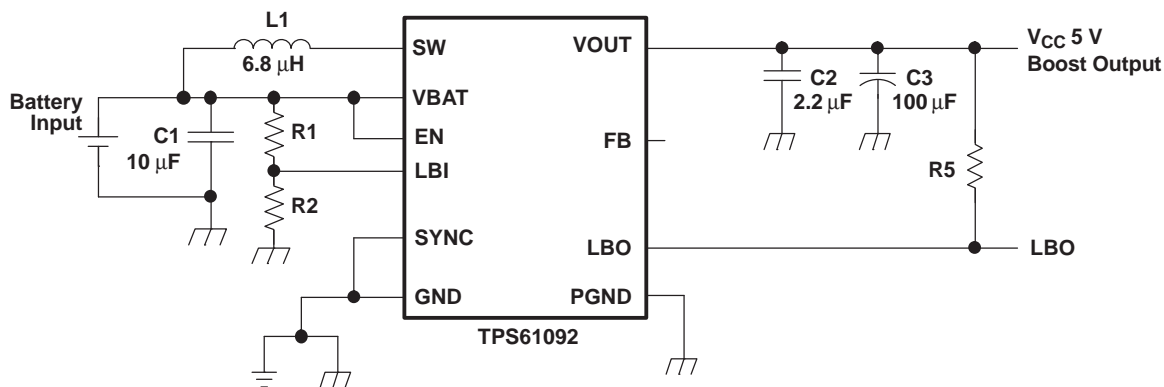 L1
6.8 μH
SW
VOUT
VCC 5 V
Boost Output
Battery
Input
C1
10 μF
R1
R2
VBAT
EN
LBI
SYNC
GND
FB
LBO
PGND
C2
2.2 μF
C3
100 μF
R5
LBO
TPS61092